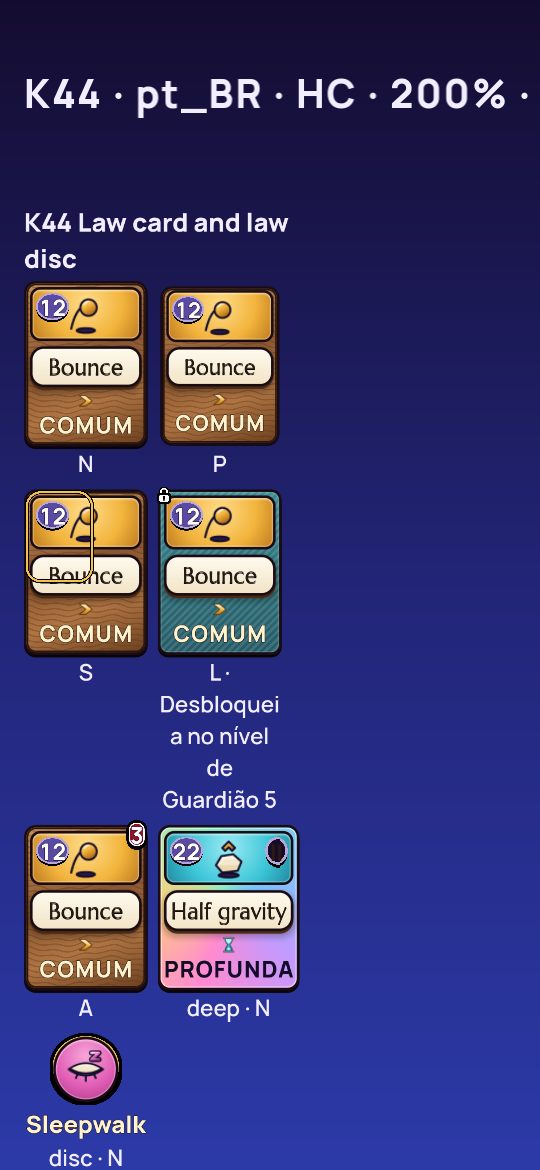 K44 · pt_BR · HC · 200% ·
K44 Law card and law
disc
12 12
Bounce Bounce
COMUM COMUM
N P
12 12
Bounce Bounce
COMUM COMUM
S L ·
Desbloquei
a no nível
de
Guardião 5
12 3 22
Bounce Half gravity
COMUM PROFUNDA
A deep · N
z
Sleepwalk
disc · N